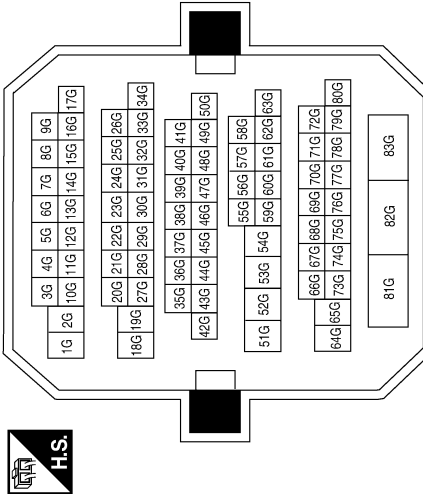 H.S.
3G 4G 5G 6G 7G 8G 9G
1G 2G 10G 11G 12G 13G 14G 15G 16G 17G
20G 21G 22G 23G 24G 25G 26G
18G 19G 27G 28G 29G 30G 31G 32G 33G 34G
35G 36G 37G 38G 39G 40G 41G
42G 43G 44G 45G 46G 47G 48G 49G 50G
55G 56G 57G 58G
51G 52G 53G 54G 59G 60G 61G 62G 63G
66G 67G 68G 69G 70G 71G 72G
64G 65G 73G 74G 75G 76G 77G 78G 79G 80G
81G 82G 83G